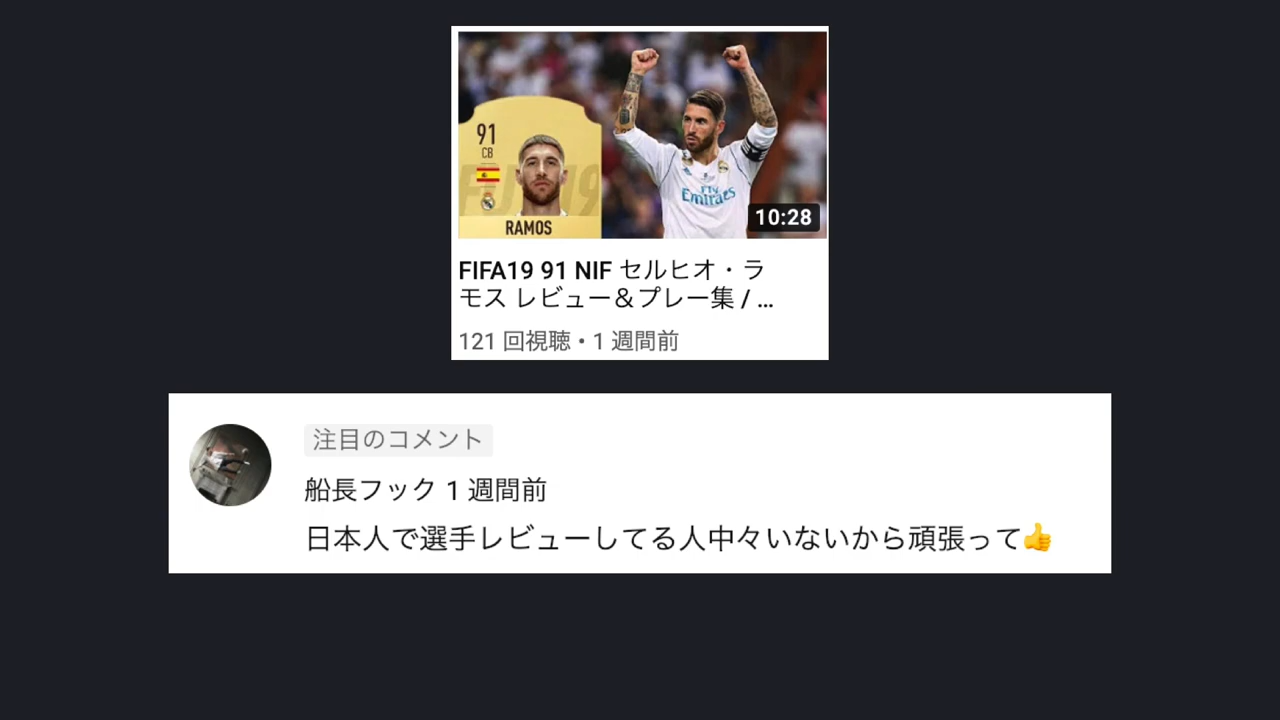 91
CB
FUT19
RAMOS
Fly
Emirates
10:28
FIFA19 91 NIF セルヒオ・ラ
モス レビュー＆プレー集 / ...
121 回視聴・1 週間前
注目のコメント
船長フック 1 週間前
日本人で選手レビューしてる人中々いないから頑張って👍